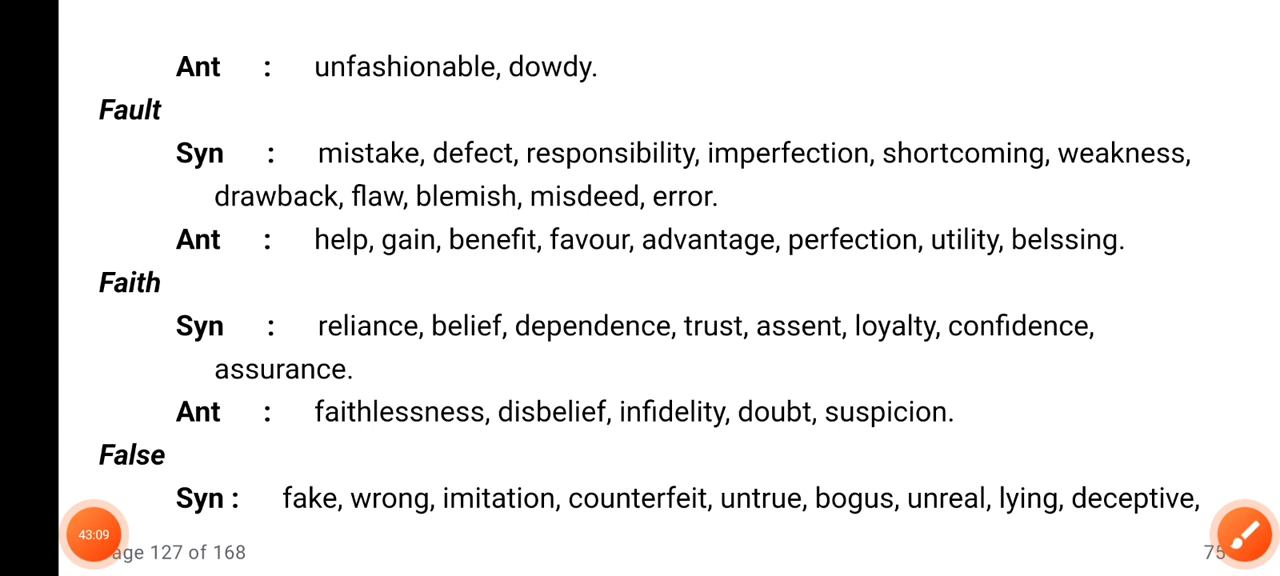 Ant : unfashionable, dowdy.
Fault
Syn : mistake, defect, responsibility, imperfection, shortcoming, weakness,
drawback, flaw, blemish, misdeed, error.
Ant : help, gain, benefit, favour, advantage, perfection, utility, belssing.
Faith
Syn : reliance, belief, dependence, trust, assent, loyalty, confidence,
assurance.
Ant : faithlessness, disbelief, infidelity, doubt, suspicion.
False
Syn : fake, wrong, imitation, counterfeit, untrue, bogus, unreal, lying, deceptive,
43:09
age 127 of 168 75